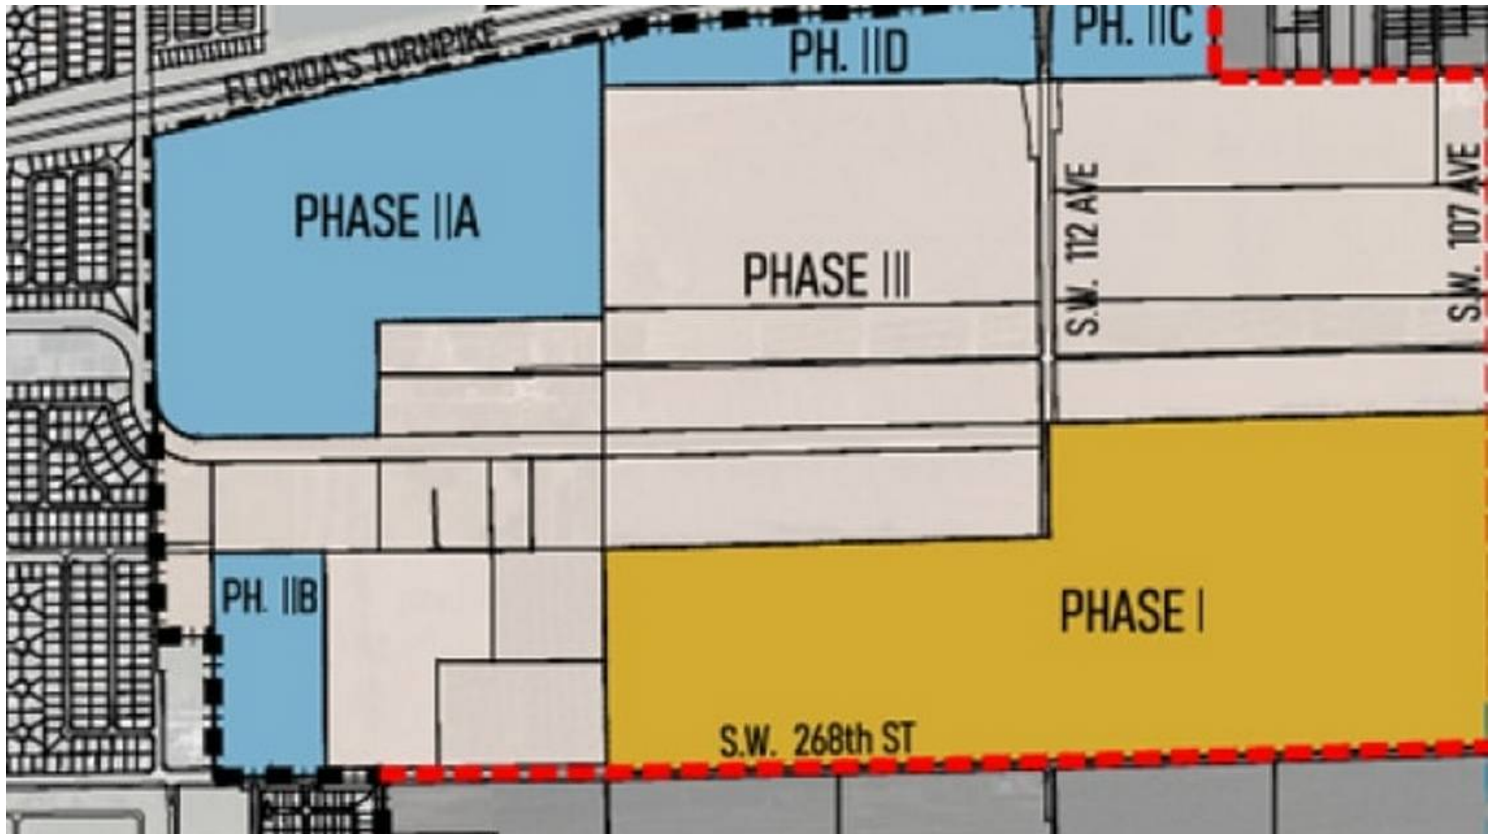 PH. IIC
FLORIDA'S TURNPIKE
PH. IID
PHASE IIA
PHASE III
S.W. 112 AVE
S.W. 107 AVE
PH. IIB
PHASE I
S.W. 268th ST